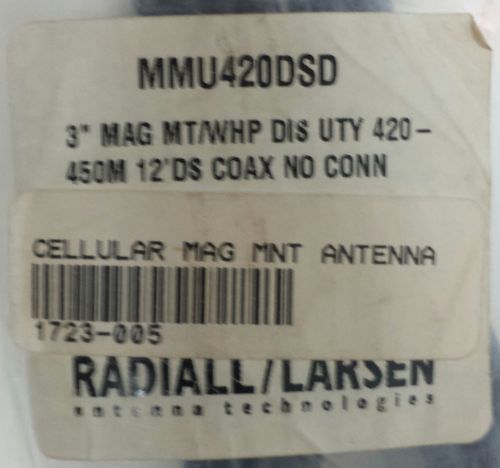 MMU420DSD
3" MAG MT/WHP DIS UTY 420-
450M 12'DS COAX NO CONN
CELLULAR MAG MNT ANTENNA
1723-005
RADIALL/LARSEN
antenna technologies